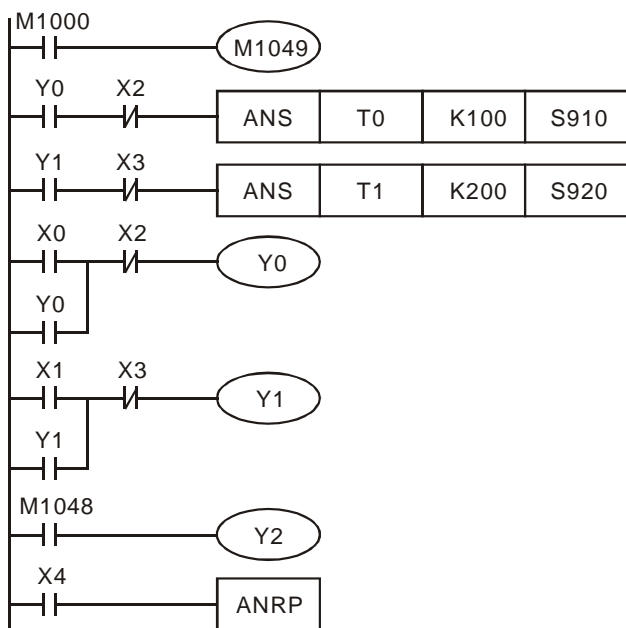 M1000
M1049
Y0 X2
ANS T0 K100 S910
Y1 X3
ANS T1 K200 S920
X0 X2
Y0
Y0
X1 X3
Y1
Y1
M1048
Y2
X4
ANRP